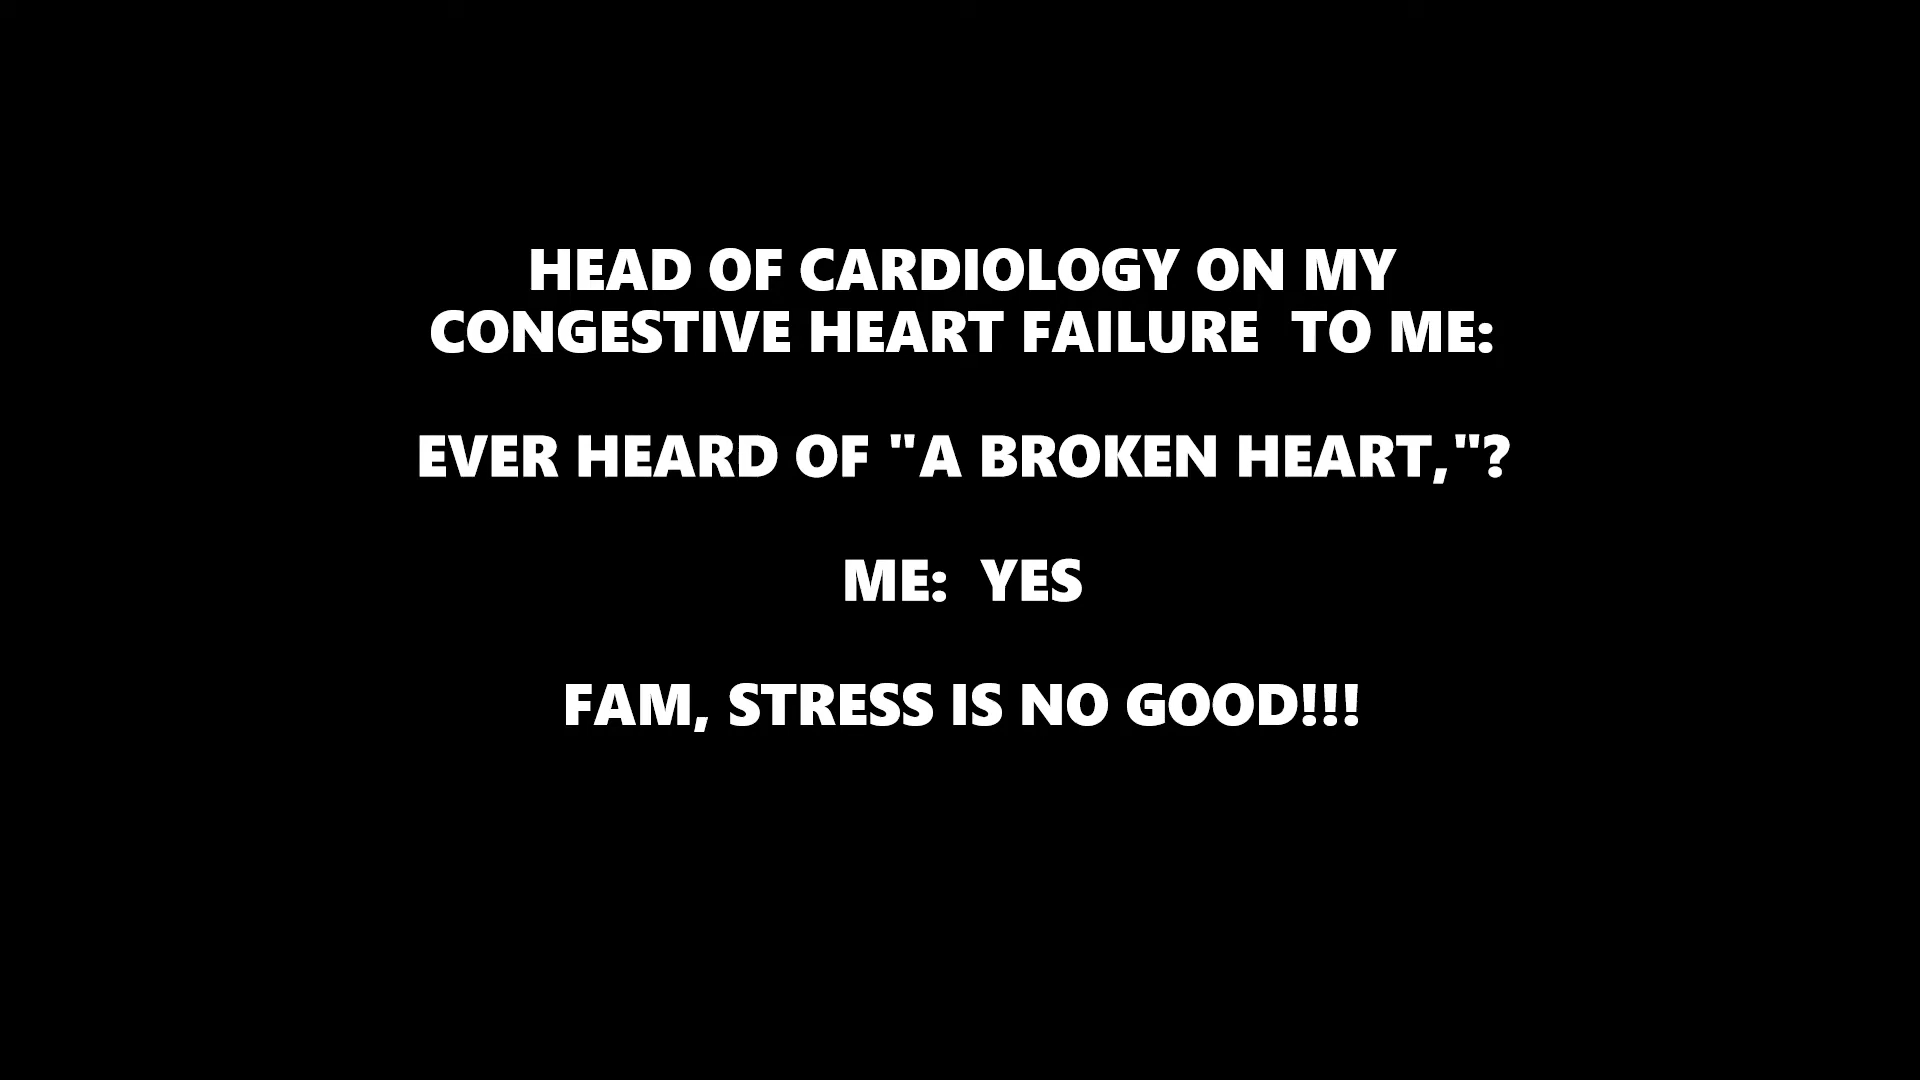 HEAD OF CARDIOLOGY ON MY
CONGESTIVE HEART FAILURE  TO ME:
EVER HEARD OF "A BROKEN HEART,"?
ME:  YES
FAM, STRESS IS NO GOOD!!!